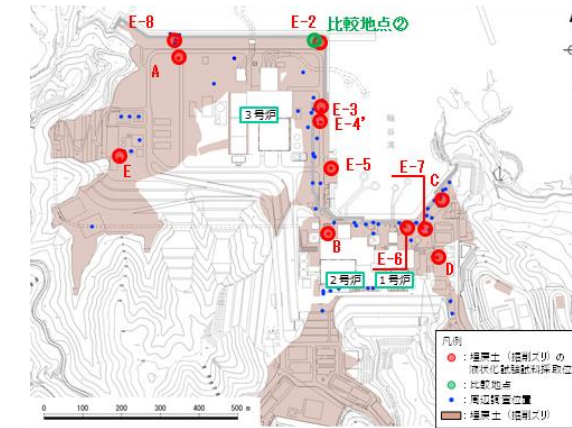 E-8
E-2
比較地点②
A
3号炉
E-3
E-4'
E
E-5
E-7
C
B
E-6
D
2号炉
1号炉
凡例
：埋戻土（掘削ズリ）の
液状化試験試料採取位
：比較地点
：周辺調査位置
：埋戻土（掘削ズリ）
0 100 200 300 400 500 m